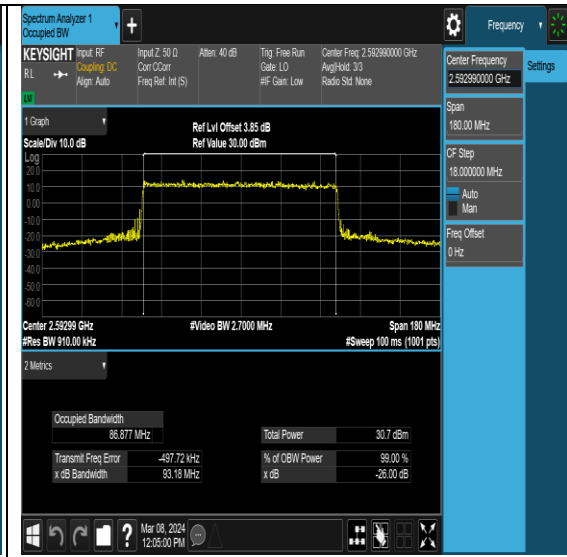 Spectrum Analyzer 1
Occupied BW
Frequency
KEYSIGHT Input: RF
Coupling: DC
Align: Auto
RL
LXI
Input Z: 50 Ω
Corr CCorr
Freq Ref: Int (S)
Atten: 40 dB
Trig: Free Run
Gate: LO
#IF Gain: Low
Center Freq: 2.592990000 GHz
Avg|Hold: 3/3
Radio Std: None
Center Frequency
2.592990000 GHz
Settings
Span
180.00 MHz
CF Step
18.000000 MHz
Auto
Man
Freq Offset
0 Hz
1 Graph
Scale/Div 10.0 dB
Ref Lvl Offset 3.85 dB
Ref Value 30.00 dBm
Log
20.0
10.0
0.00
-10.0
-20.0
-30.0
-40.0
-50.0
-60.0
Center 2.59299 GHz
#Res BW 910.00 kHz
#Video BW 2.7000 MHz
Span 180 MHz
#Sweep 100 ms (1001 pts)
2 Metrics
Occupied Bandwidth
86.877 MHz
Total Power 30.7 dBm
Transmit Freq Error -497.72 kHz
% of OBW Power 99.00 %
x dB Bandwidth 93.18 MHz
x dB -26.00 dB
?
Mar 08, 2024
12:05:00 PM